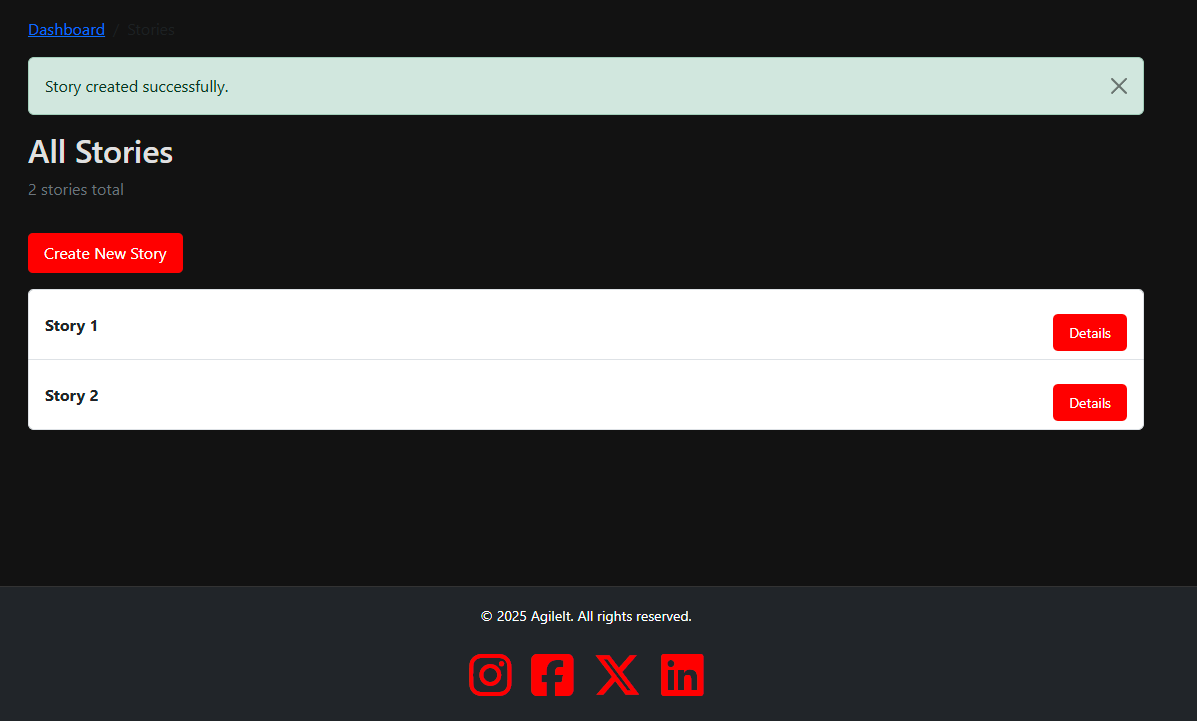 Dashboard / Stories
Story created successfully.
All Stories
2 stories total
Create New Story
Story 1
Details
Story 2
Details
© 2025 AgileIt. All rights reserved.